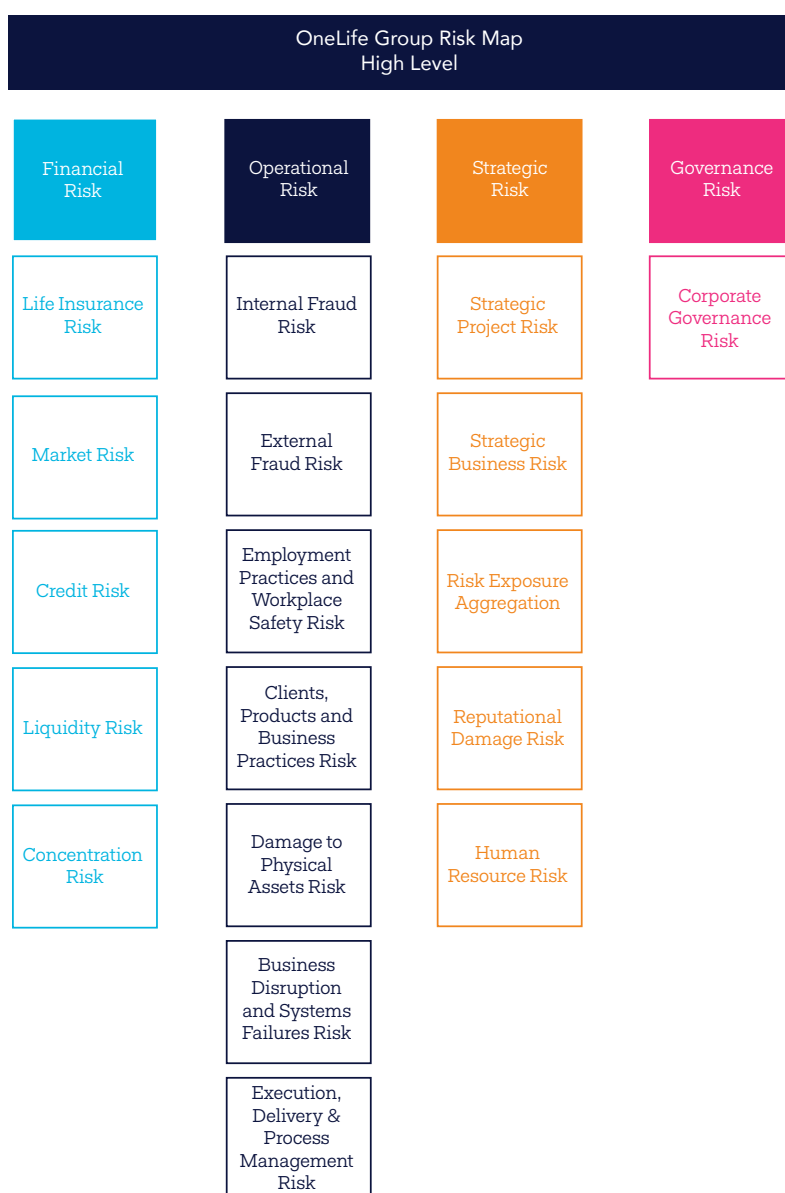 OneLife Group Risk Map
High Level
Financial
Risk
Life Insurance
Risk
Market Risk
Credit Risk
Liquidity Risk
Concentration
Risk
Operational
Risk
Internal Fraud
Risk
External
Fraud Risk
Employment
Practices and
Workplace
Safety Risk
Clients,
Products and
Business
Practices Risk
Damage to
Physical
Assets Risk
Business
Disruption
and Systems
Failures Risk
Execution,
Delivery &
Process
Management
Risk
Strategic
Risk
Strategic
Project Risk
Strategic
Business Risk
Risk Exposure
Aggregation
Reputational
Damage Risk
Human
Resource Risk
Governance
Risk
Corporate
Governance
Risk